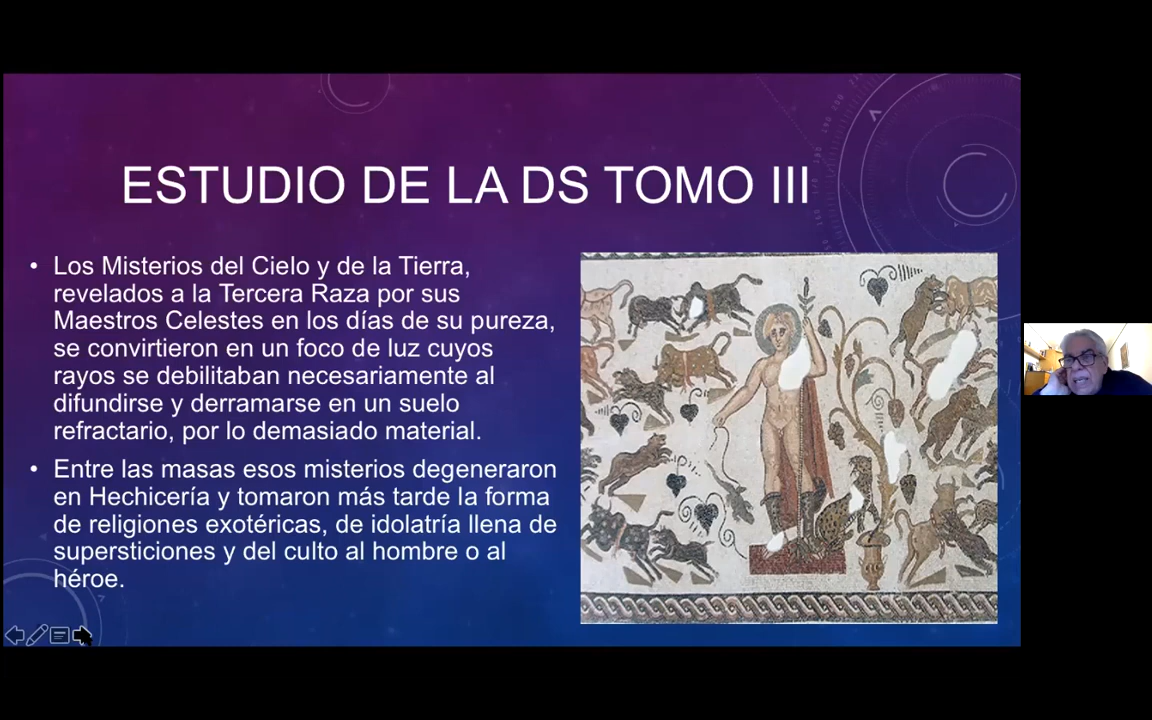 ESTUDIO DE LA DS TOMO III
• Los Misterios del Cielo y de la Tierra,
revelados a la Tercera Raza por sus
Maestros Celestes en los días de su pureza,
se convirtieron en un foco de luz cuyos
rayos se debilitaban necesariamente al
difundirse y derramarse en un suelo
refractario, por lo demasiado material.
• Entre las masas esos misterios degeneraron
en Hechicería y tomaron más tarde la forma
de religiones exotéricas, de idolatría llena de
supersticiones y del culto al hombre o al
héroe.